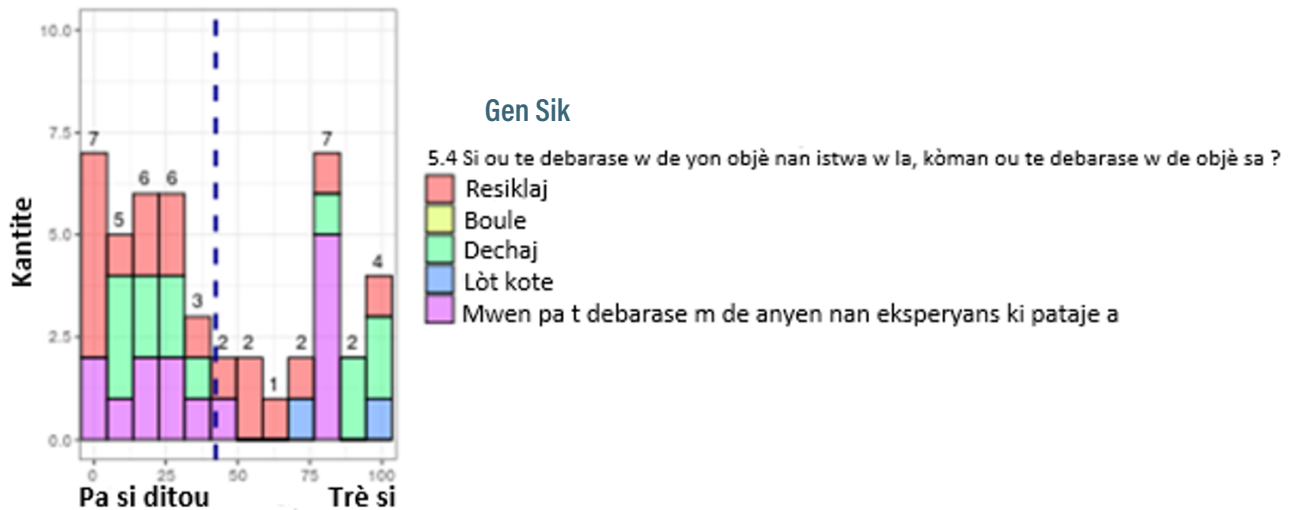 10.0
7.5
5.0
2.5
0.0
Kantite
7
5
6
6
3
2
2
1
2
7
2
4
0
25
50
75
100
Pa si ditou
Trè si
Gen Sik
5.4 Si ou te debarase w de yon objè nan istwa w la, kòman ou te debarase w de objè sa ?
Resiklaj
Boule
Dechaj
Lòt kote
Mwen pa t debarase m de anyen nan eksperyans ki pataje a